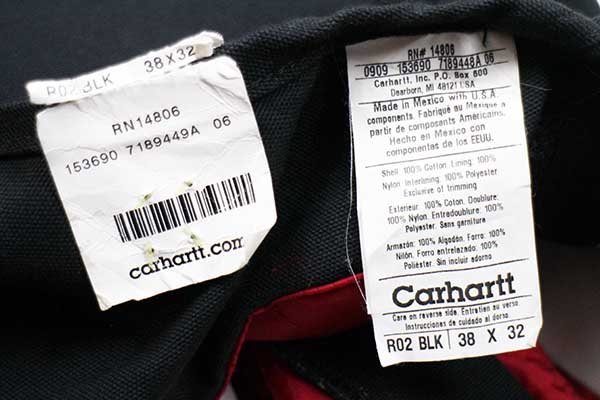 R02 BLK 38 X 32
RN14806
153690 7189449A 06
carhartt.com
RN# 14806
0909 153690 7189448A 06
Carhartt, Inc. P.O. Box 600
Dearborn, MI 48121 USA
Made in Mexico with U.S.A.
components. Fabriqué au Mexique a
partir de composants Américains.
Hecho en Mexico con
componentes de los EEUU.
Shell: 100% Cotton. Lining: 100%
Nylon. Interlining: 100% Polyester
Exclusive of trimming
Exterieur: 100% Coton. Doublure:
100% Nylon. Entredoublure: 100%
Polyester. Sans garniture
Armazón: 100% Algodón. Forro: 100%
Nilón. Forro entrelazado: 100%
Poliéster. Sin incluir adorno
Carhartt
Care on reverse side. Entretien au verso.
Instrucciones de cuidado al dorso
R02 BLK 38 X 32